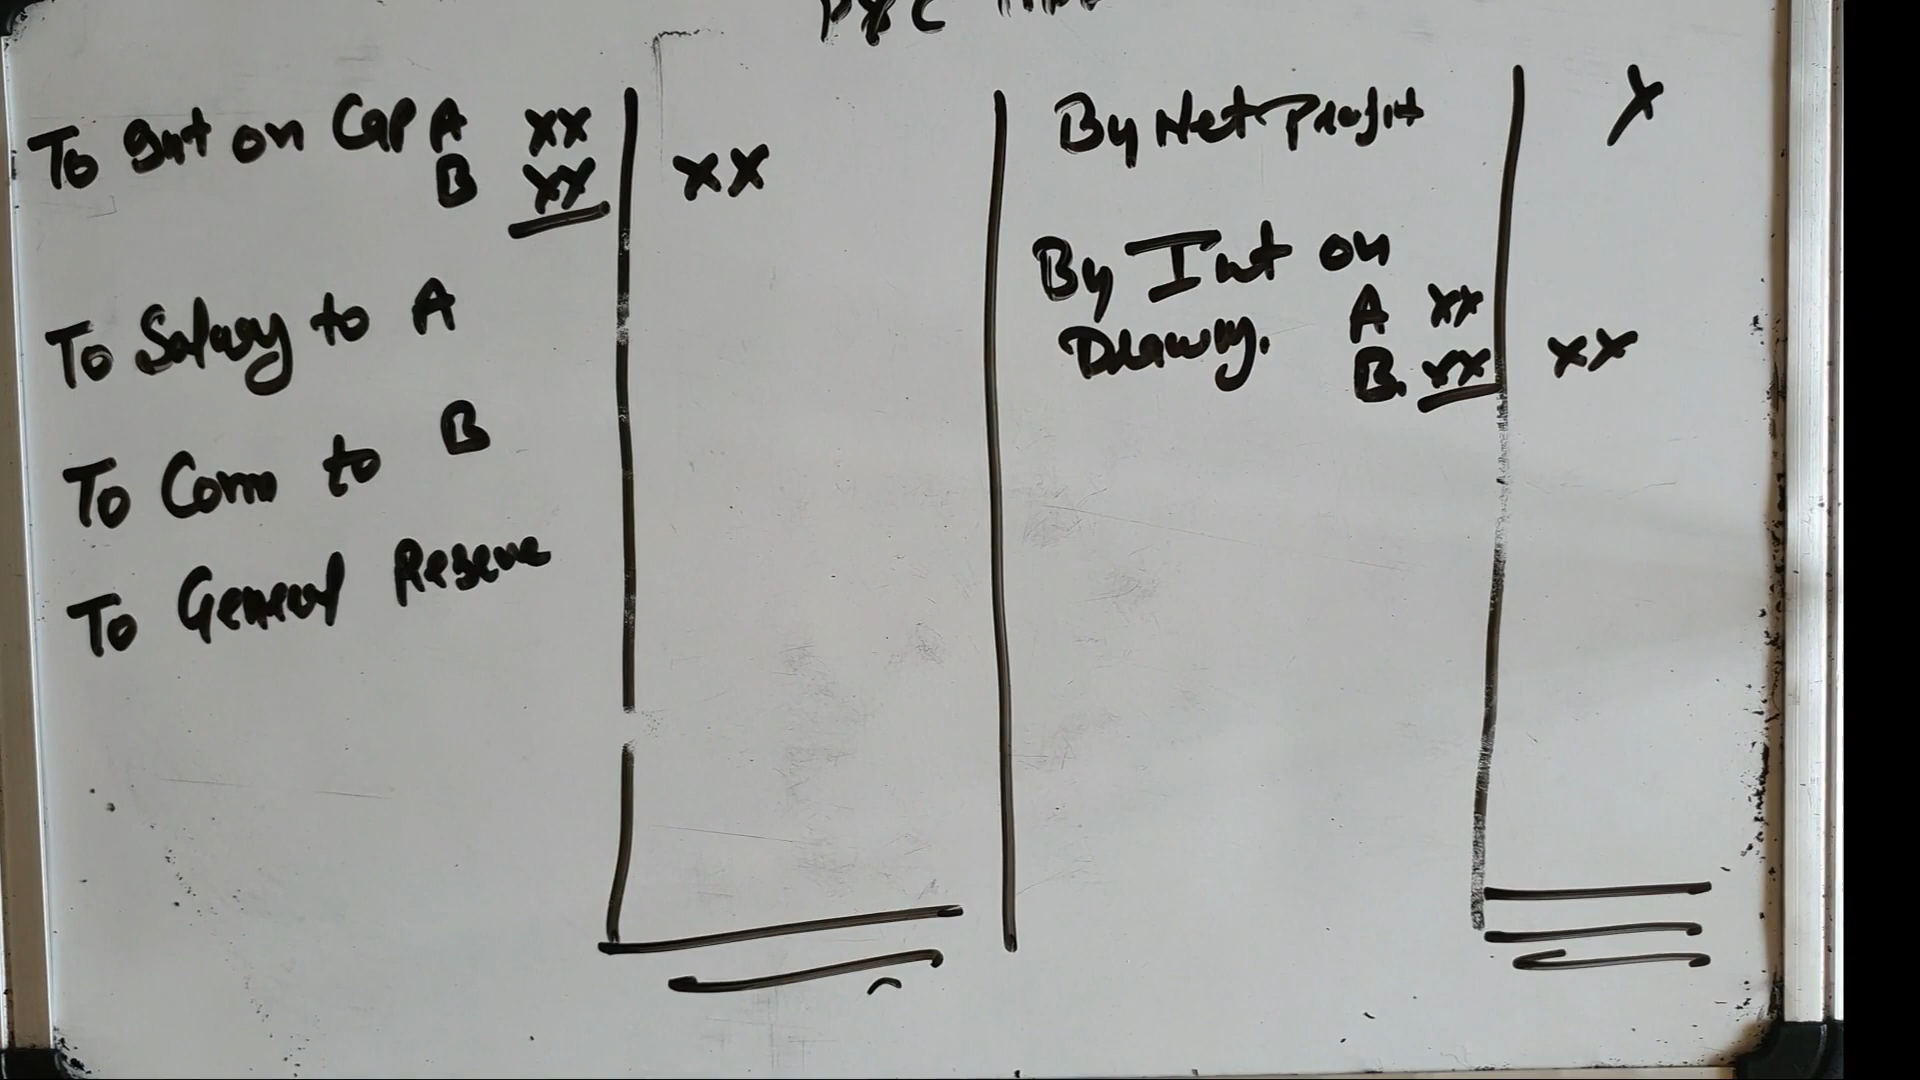 To Int on Cap A xx
B xx xx
To Salary to A
To Com to B
To General Reserve
By Net Profit x
By Int on
Drawing. A xx
B. xx xx